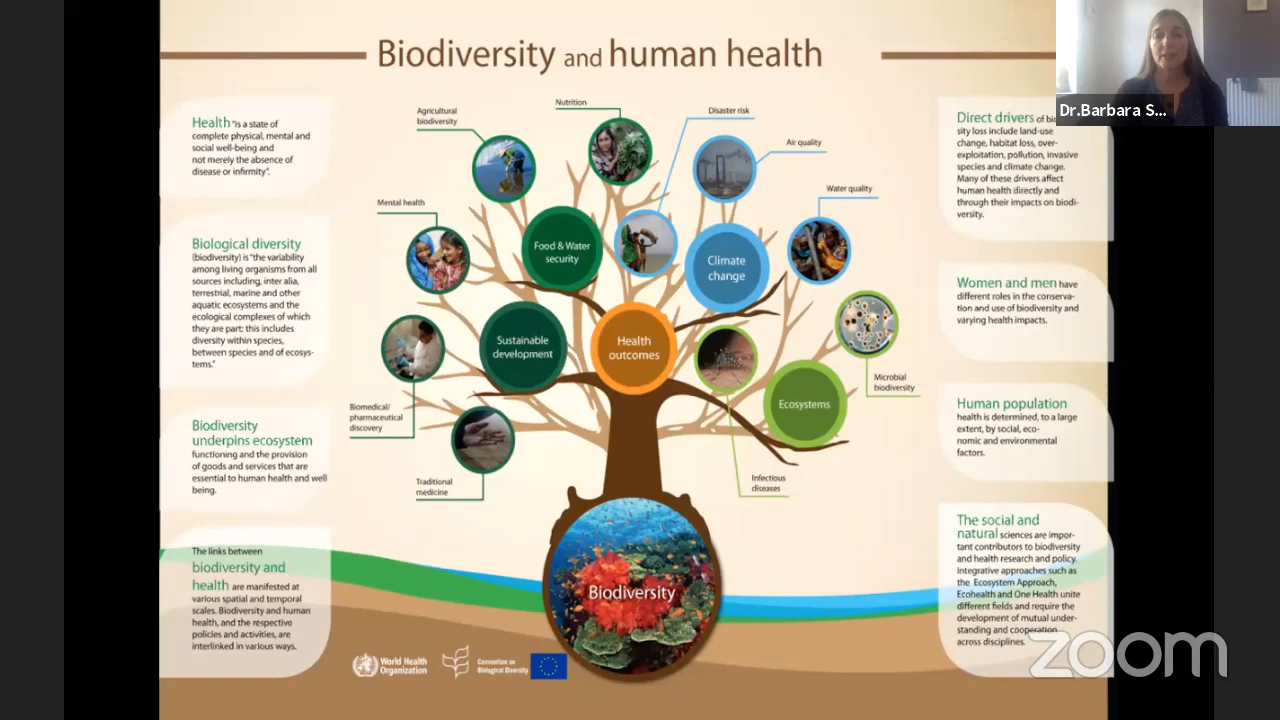 Biodiversity and human health
Dr.Barbara S...
Health "is a state of
complete physical, mental and
social well-being and
not merely the absence of
disease or infirmity".
Biological diversity
(biodiversity) is "the variability
among living organisms from all
sources including, inter alia,
terrestrial, marine and other
aquatic ecosystems and the
ecological complexes of which
they are part; this includes
diversity within species,
between species and of ecosys-
tems."
Biodiversity
underpins ecosystem
functioning and the provision
of goods and services that are
essential to human health and well
being.
The links between
biodiversity and
health are manifested at
various spatial and temporal
scales. Biodiversity and human
health, and the respective
policies and activities, are
interlinked in various ways.
Agricultural
biodiversity
Nutrition
Disaster risk
Air quality
Water quality
Mental health
Food & Water
security
Climate
change
Sustainable
development
Health
outcomes
Ecosystems
Microbial
biodiversity
Biomedical/
pharmaceutical
discovery
Traditional
medicine
Infectious
diseases
Biodiversity
World Health
Organization
Convention on
Biological Diversity
Direct drivers of
sity loss include land-use
change, habitat loss, over-
exploitation, pollution, invasive
species and climate change.
Many of these drivers affect
human health directly and
through their impacts on biodi-
versity.
Women and men have
different roles in the conserva-
tion and use of biodiversity and
varying health impacts.
Human population
health is determined, to a large
extent, by social, eco-
nomic and environmental
factors.
The social and
natural sciences are impor-
tant contributors to biodiversity
and health research and policy.
Integrative approaches such as
the Ecosystem Approach,
Ecohealth and One Health unite
different fields and require the
development of mutual under-
standing and cooperation
across disciplines.
zoom